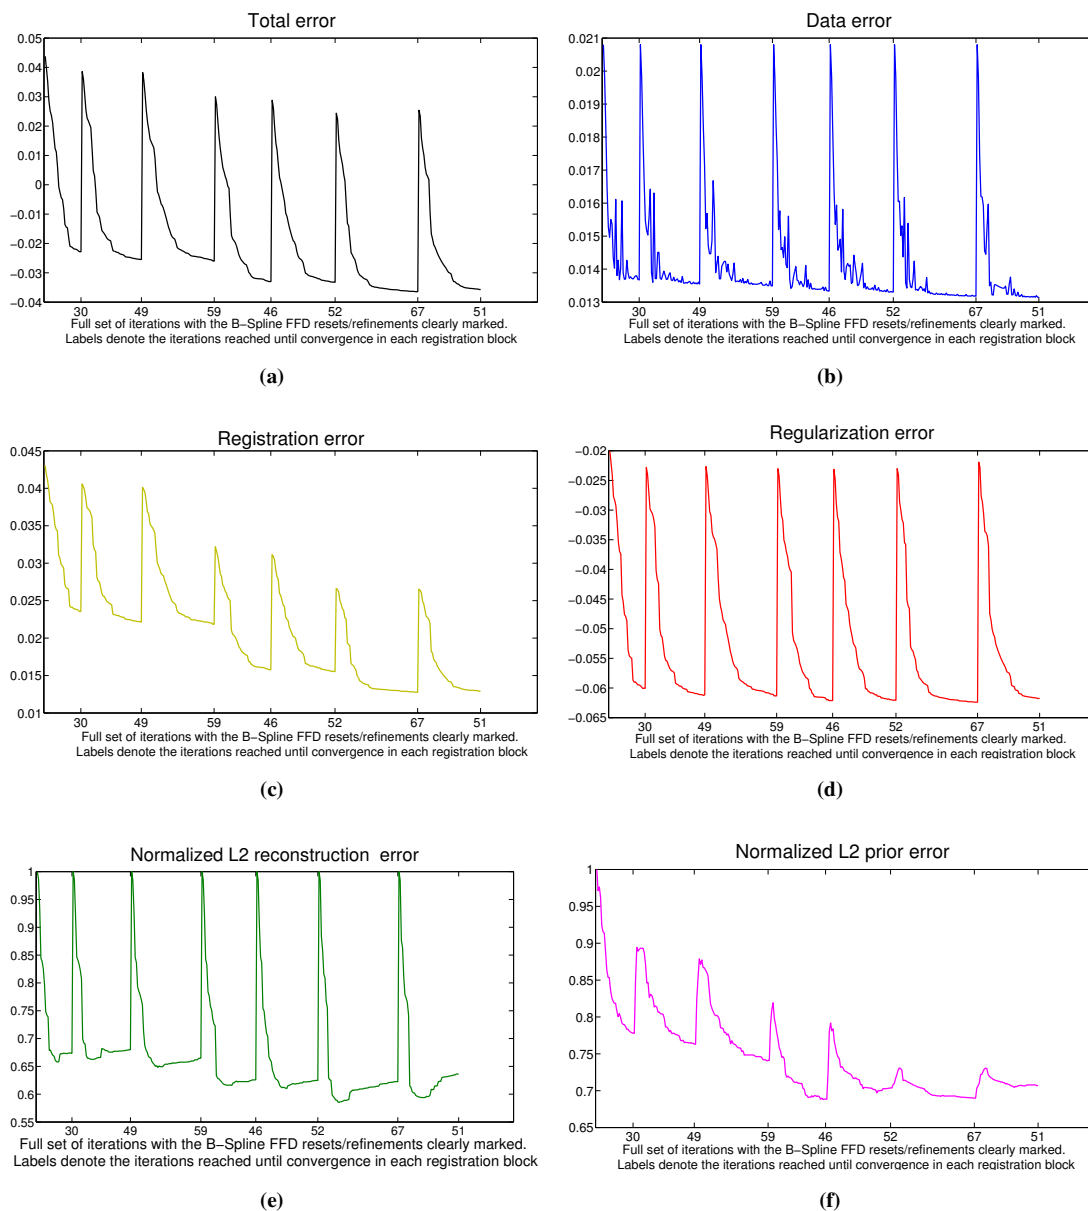 Total error
0.05
0.04
0.03
0.02
0.01
0
−0.01
−0.02
−0.03
−0.04
30 49 59 46 52 67 51
Full set of iterations with the B−Spline FFD resets/refinements clearly marked.
Labels denote the iterations reached until convergence in each registration block
(a)
Data error
0.021
0.02
0.019
0.018
0.017
0.016
0.015
0.014
0.013
30 49 59 46 52 67 51
Full set of iterations with the B−Spline FFD resets/refinements clearly marked.
Labels denote the iterations reached until convergence in each registration block
(b)
Registration error
0.045
0.04
0.035
0.03
0.025
0.02
0.015
0.01
30 49 59 46 52 67 51
Full set of iterations with the B−Spline FFD resets/refinements clearly marked.
Labels denote the iterations reached until convergence in each registration block
(c)
Regularization error
−0.02
−0.025
−0.03
−0.035
−0.04
−0.045
−0.05
−0.055
−0.06
−0.065
30 49 59 46 52 67 51
Full set of iterations with the B−Spline FFD resets/refinements clearly marked.
Labels denote the iterations reached until convergence in each registration block
(d)
Normalized L2 reconstruction error
1
0.95
0.9
0.85
0.8
0.75
0.7
0.65
0.6
0.55
30 49 59 46 52 67 51
Full set of iterations with the B−Spline FFD resets/refinements clearly marked.
Labels denote the iterations reached until convergence in each registration block
(e)
Normalized L2 prior error
1
0.95
0.9
0.85
0.8
0.75
0.7
0.65
30 49 59 46 52 67 51
Full set of iterations with the B−Spline FFD resets/refinements clearly marked.
Labels denote the iterations reached until convergence in each registration block
(f)